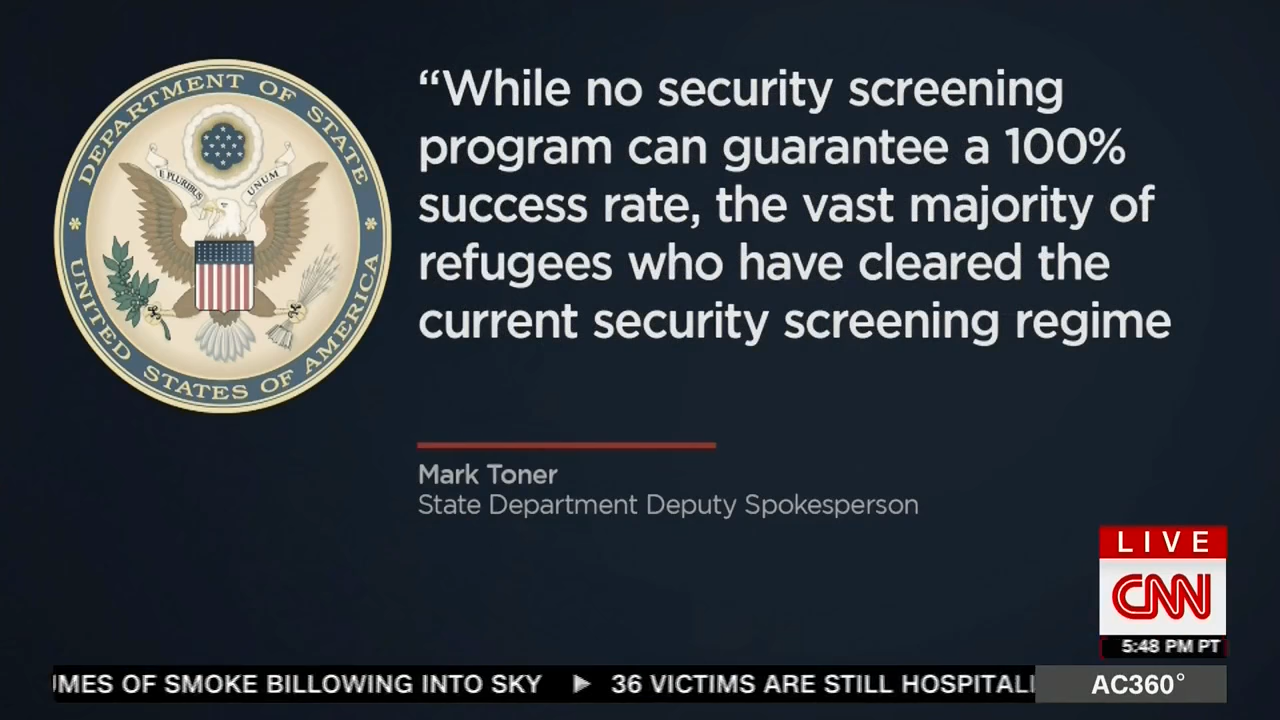 DEPARTMENT OF STATE
E PLURIBUS UNUM
UNITED STATES OF AMERICA
“While no security screening
program can guarantee a 100%
success rate, the vast majority of
refugees who have cleared the
current security screening regime
Mark Toner
State Department Deputy Spokesperson
LIVE
CNN
5:48 PM PT
UMES OF SMOKE BILLOWING INTO SKY ► 36 VICTIMS ARE STILL HOSPITALI
AC360°